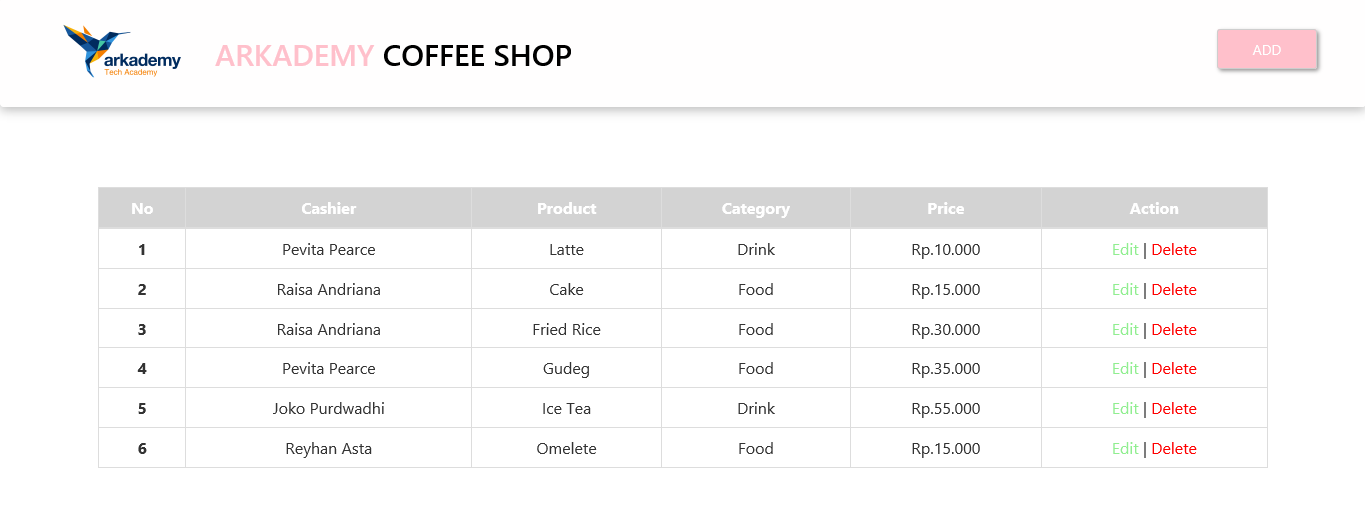 arkademy
Tech Academy
ARKADEMY COFFEE SHOP
ADD
No Cashier Product Category Price Action
1 Pevita Pearce Latte Drink Rp.10.000 Edit | Delete
2 Raisa Andriana Cake Food Rp.15.000 Edit | Delete
3 Raisa Andriana Fried Rice Food Rp.30.000 Edit | Delete
4 Pevita Pearce Gudeg Food Rp.35.000 Edit | Delete
5 Joko Purdwadhi Ice Tea Drink Rp.55.000 Edit | Delete
6 Reyhan Asta Omelete Food Rp.15.000 Edit | Delete